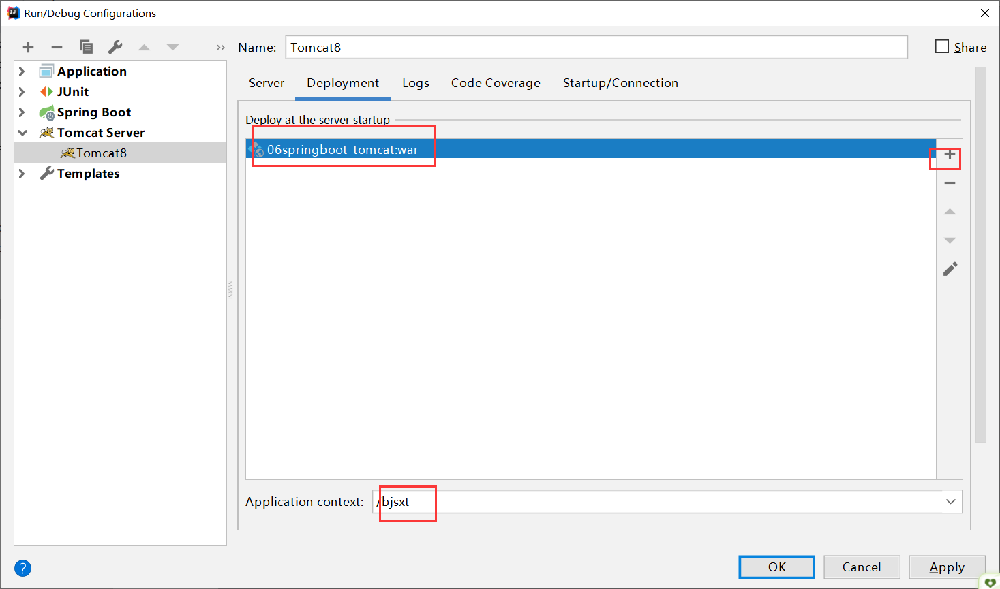 Run/Debug Configurations
Name: Tomcat8 Share
Application
JUnit
Spring Boot
Tomcat Server
Tomcat8
Templates
Server Deployment Logs Code Coverage Startup/Connection
Deploy at the server startup
06springboot-tomcat:war
Application context: /bjsxt
? OK Cancel Apply